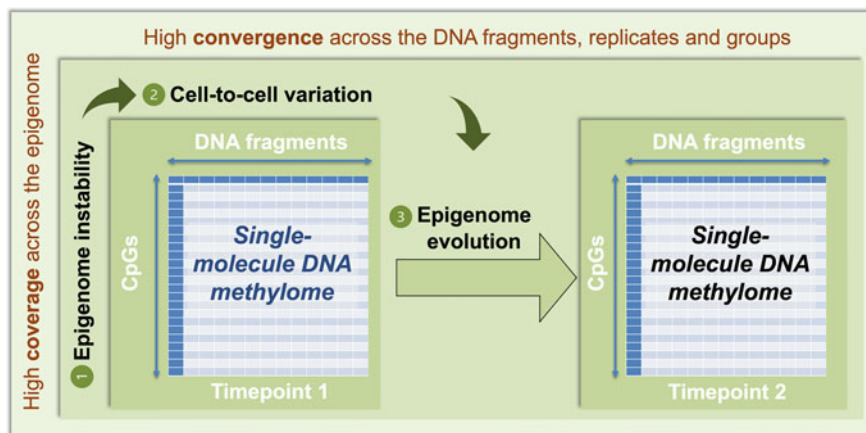 High convergence across the DNA fragments, replicates and groups
High coverage across the epigenome
1 Epigenome instability
2 Cell-to-cell variation
DNA fragments
CpGs
Single-
molecule DNA
methylome
Timepoint 1
3 Epigenome
evolution
DNA fragments
CpGs
Single-
molecule DNA
methylome
Timepoint 2